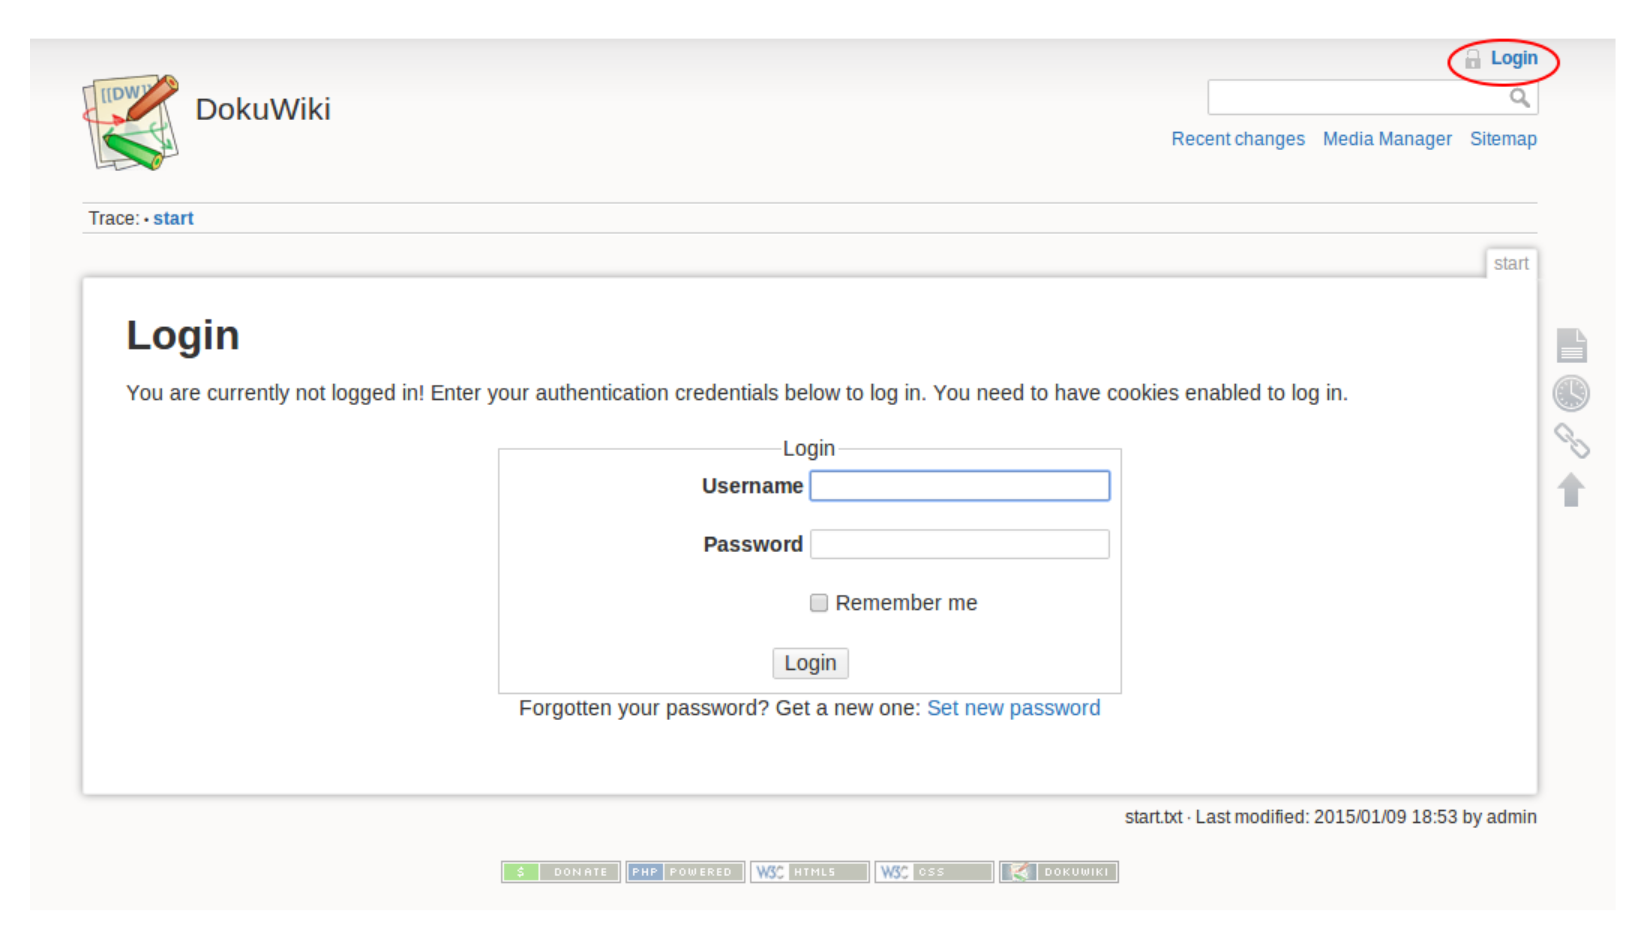 Login
[[DW]]
DokuWiki
Recent changes Media Manager Sitemap
Trace: • start
start
Login
You are currently not logged in! Enter your authentication credentials below to log in. You need to have cookies enabled to log in.
Login
Username
Password
Remember me
Login
Forgotten your password? Get a new one: Set new password
start.txt · Last modified: 2015/01/09 18:53 by admin
$ DONATE PHP POWERED W3C HTML5 W3C CSS DOKUWIKI